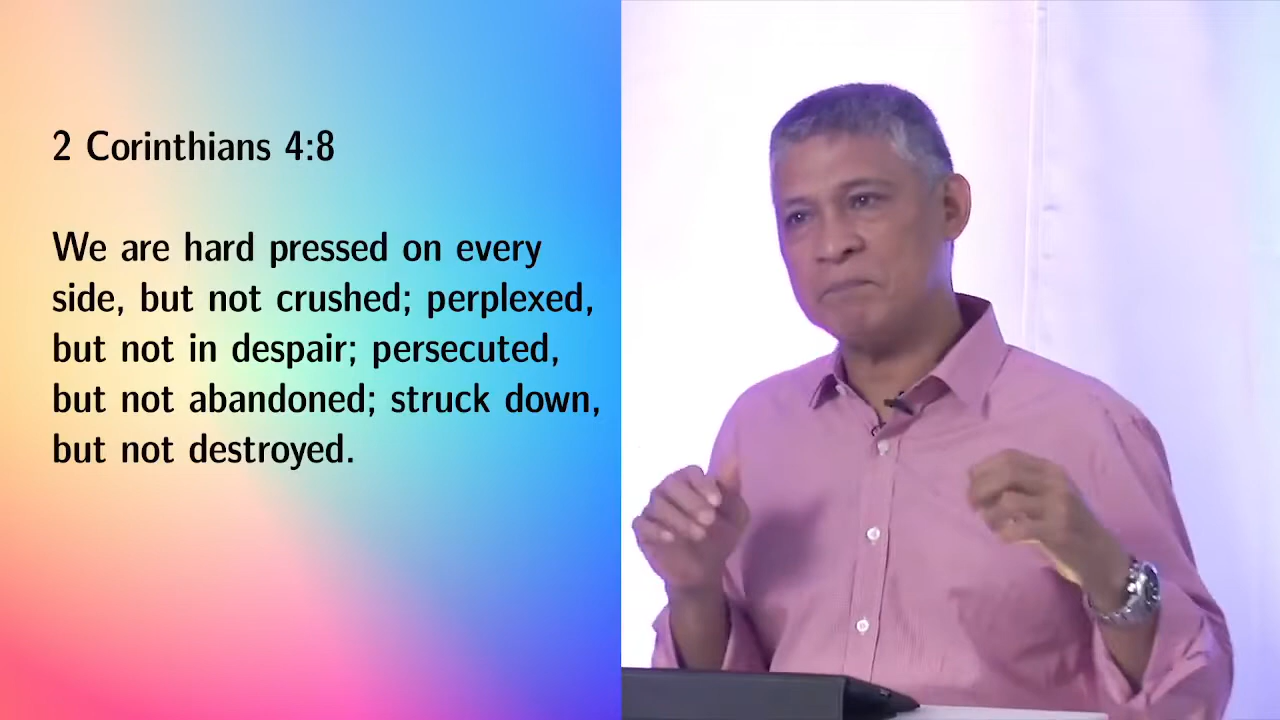 2 Corinthians 4:8
We are hard pressed on every
side, but not crushed; perplexed,
but not in despair; persecuted,
but not abandoned; struck down,
but not destroyed.